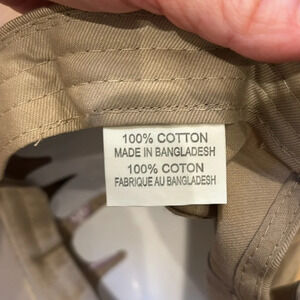 100% COTTON
MADE IN BANGLADESH
100% COTON
FABRIQUE AU BANGLADESH